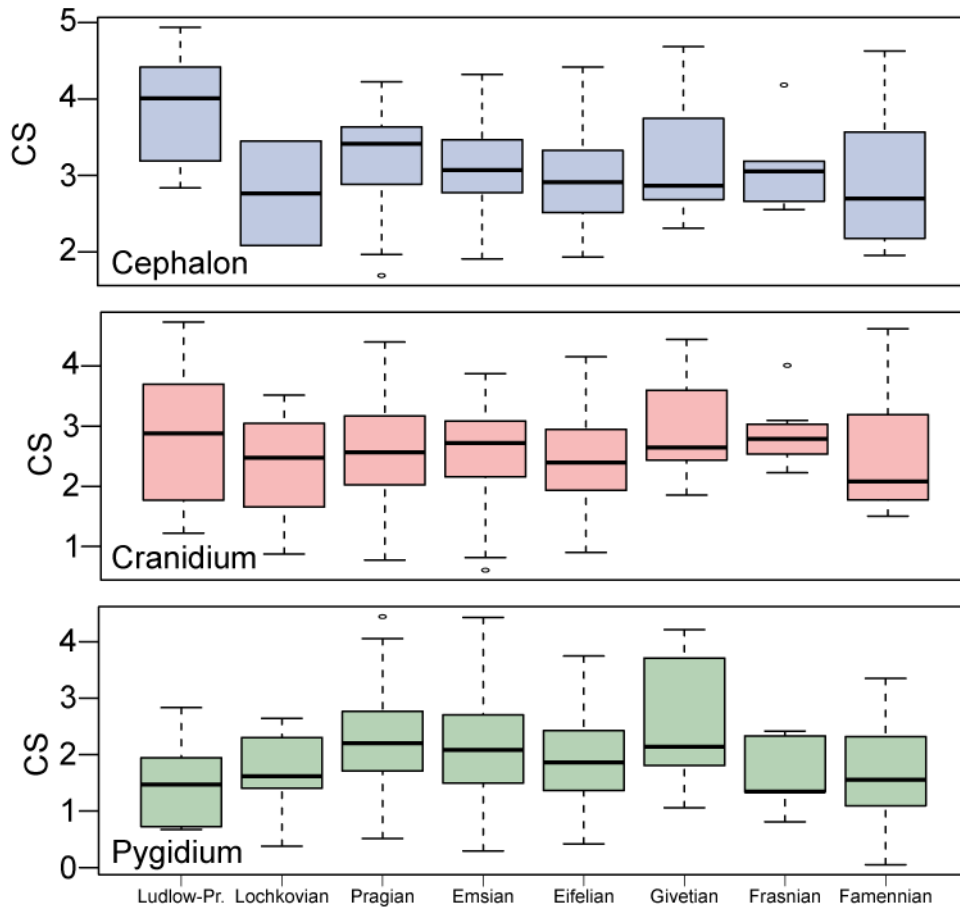 5
4
CS
3
2
Cephalon
4
3
CS
2
1
Cranidium
4
3
CS
2
1
0
Pygidium
Ludlow-Pr. Lochkovian Pragian Emsian Eifelian Givetian Frasnian Famennian